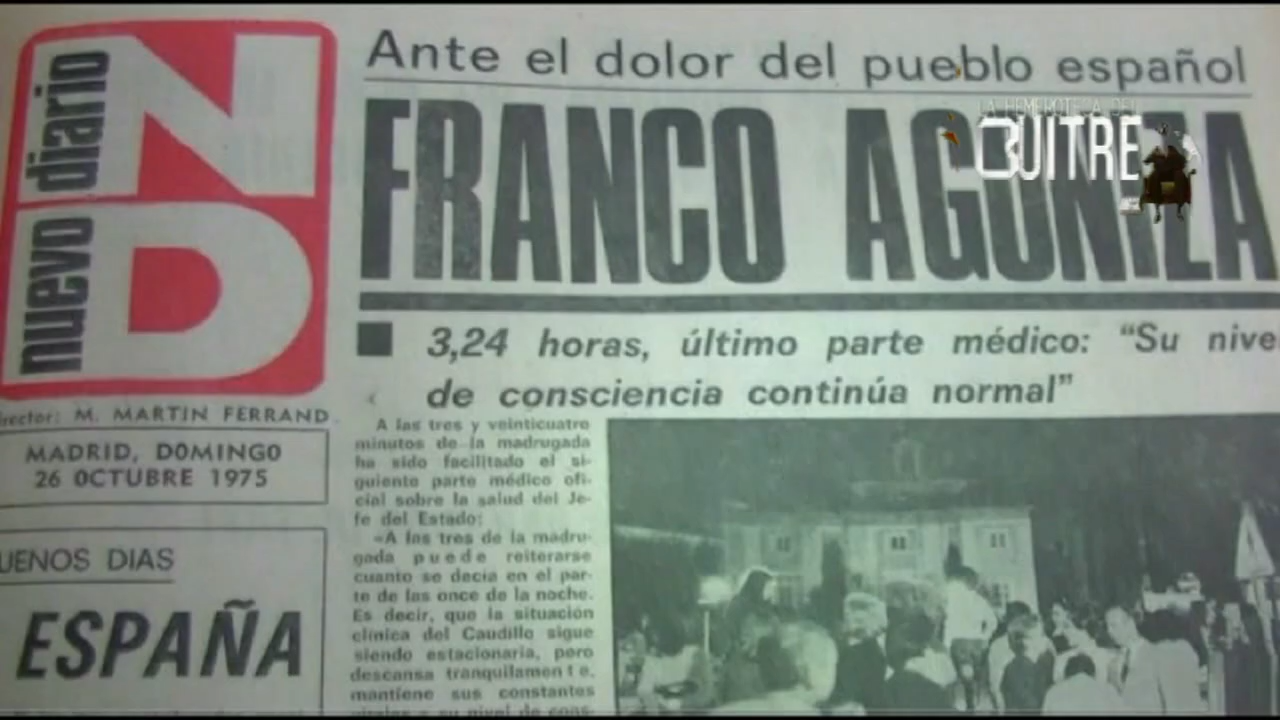 nuevo diario
ND
Ante el dolor del pueblo español
FRANCO AGONIZA
LA HEMEROTECA DEL
BUITRE
3,24 horas, último parte médico: “Su nive
de consciencia continúa normal”
irector: M. MARTIN FERRAND
MADRID, DOMINGO
26 OCTUBRE 1975
UENOS DIAS
ESPAÑA
A las tres y veinticuatro
minutos de la madrugada
ha sido facilitado el si-
guiente parte médico ofi-
cial sobre la salud del Je-
fe del Estado:
«A las tres de la madru-
gada puede reiterarse
cuanto se decía en el par-
te de las once de la noche.
Es decir, que la situación
clínica del Caudillo sigue
siendo estacionaria, pero
descansa tranquilamente,
mantiene sus constantes